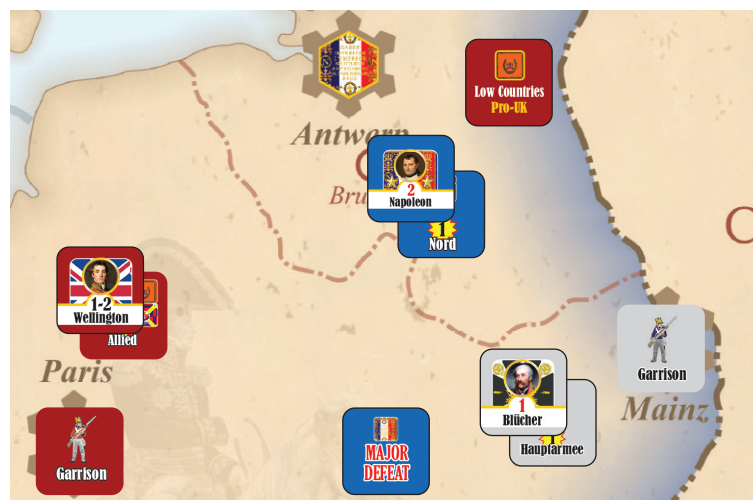 Low Countries
Pro-UK
Antwerp
2
Napoleon
1
Nord
1-2
Wellington
Allied
Paris
Garrison
Garrison
1
Blücher
Hauptarmee
Mainz
MAJOR
DEFEAT
Garrison